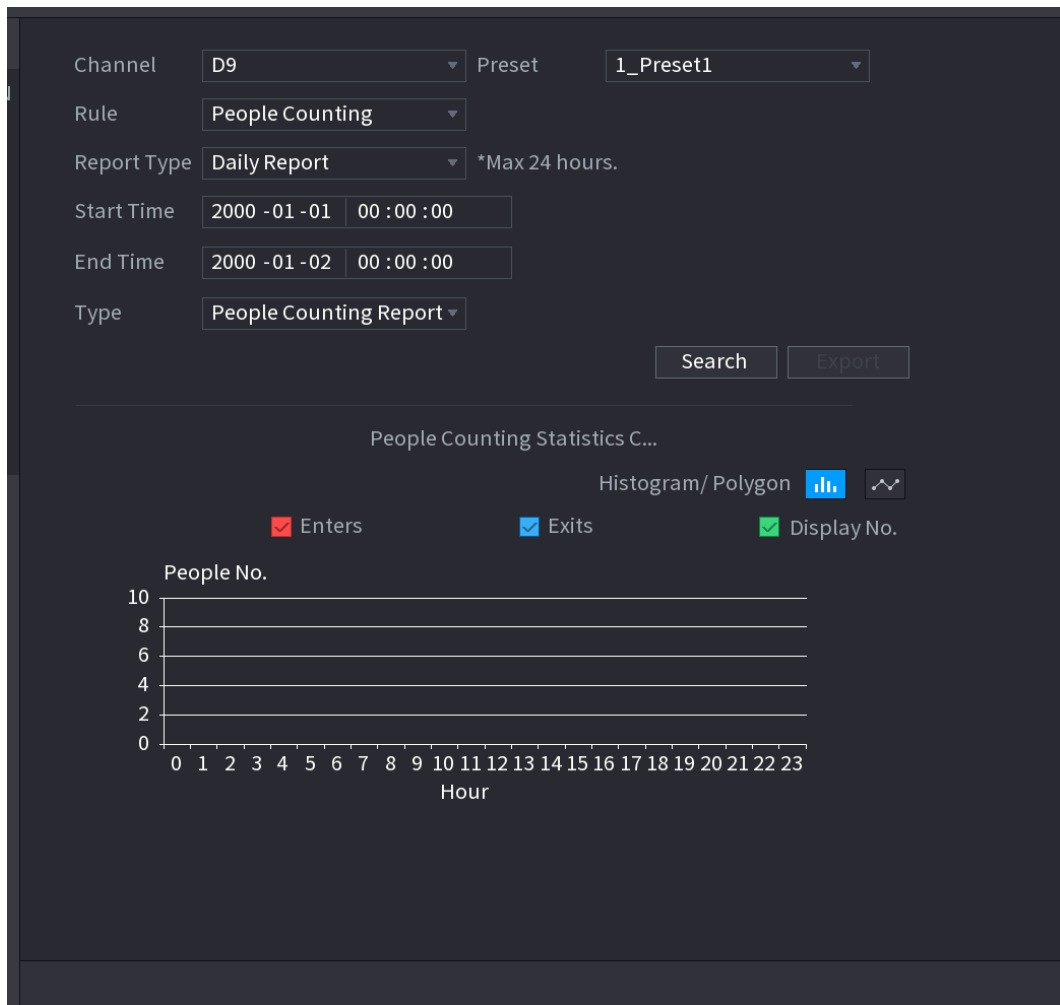 Channel D9 Preset 1_Preset1
Rule People Counting
Report Type Daily Report *Max 24 hours.
Start Time 2000 -01 -01 00 : 00 : 00
End Time 2000 -01 -02 00 : 00 : 00
Type People Counting Report
Search Export
People Counting Statistics C...
Histogram/ Polygon
Enters Exits Display No.
People No.
10
8
6
4
2
0
0 1 2 3 4 5 6 7 8 9 10 11 12 13 14 15 16 17 18 19 20 21 22 23
Hour